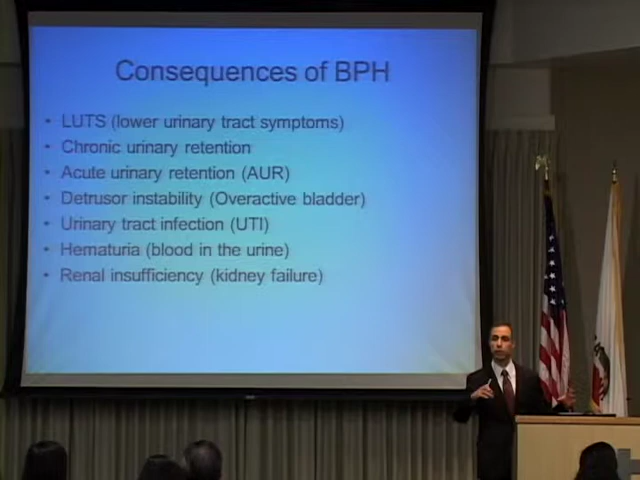 Consequences of BPH
• LUTS (lower urinary tract symptoms)
• Chronic urinary retention
• Acute urinary retention (AUR)
• Detrusor instability (Overactive bladder)
• Urinary tract infection (UTI)
• Hematuria (blood in the urine)
• Renal insufficiency (kidney failure)